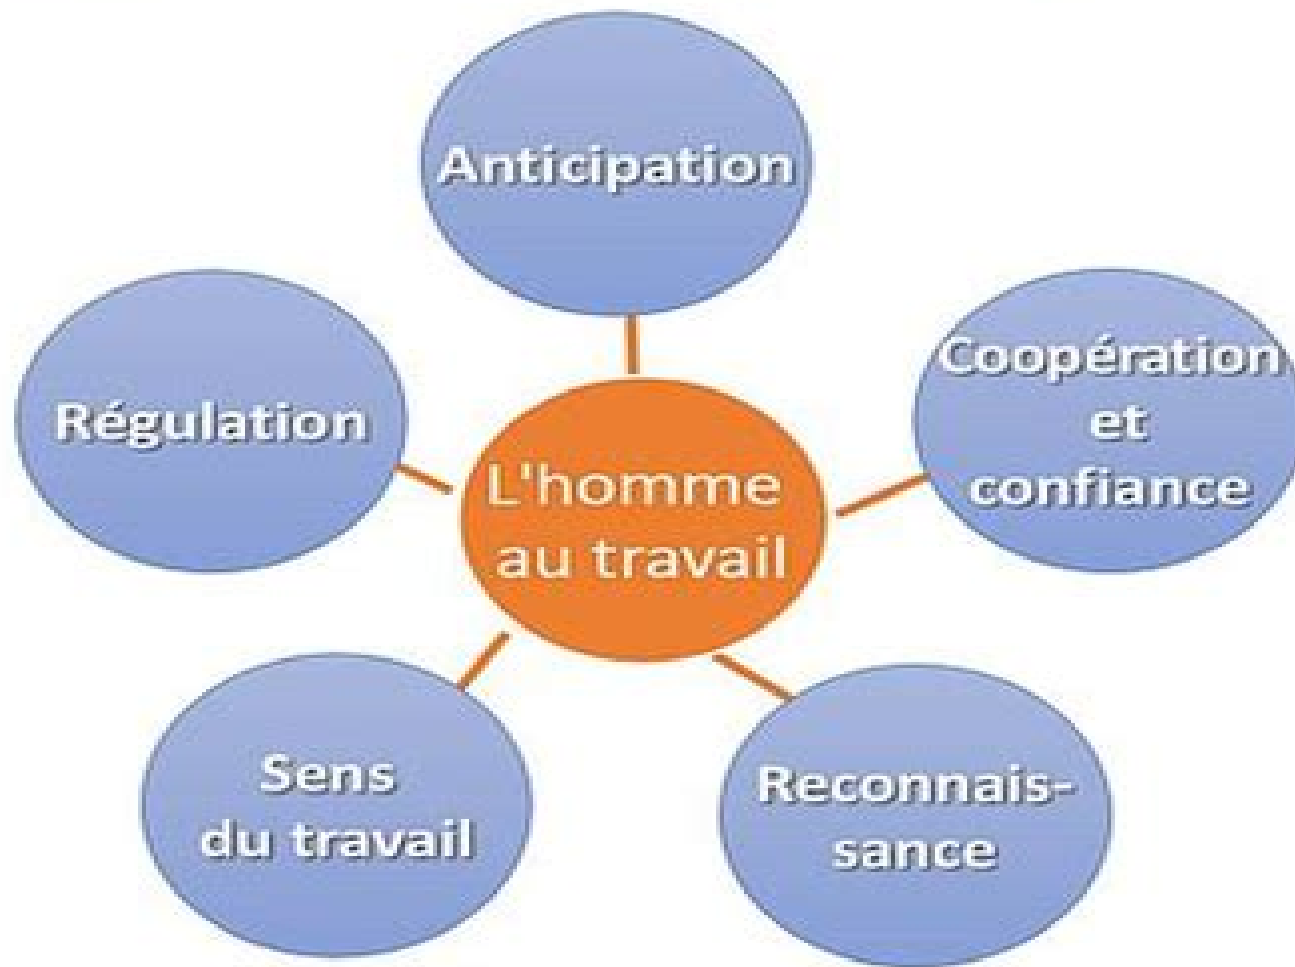 Anticipation
Coopération
et
confiance
Régulation
L'homme
au travail
Sens
du travail
Reconnais-
sance